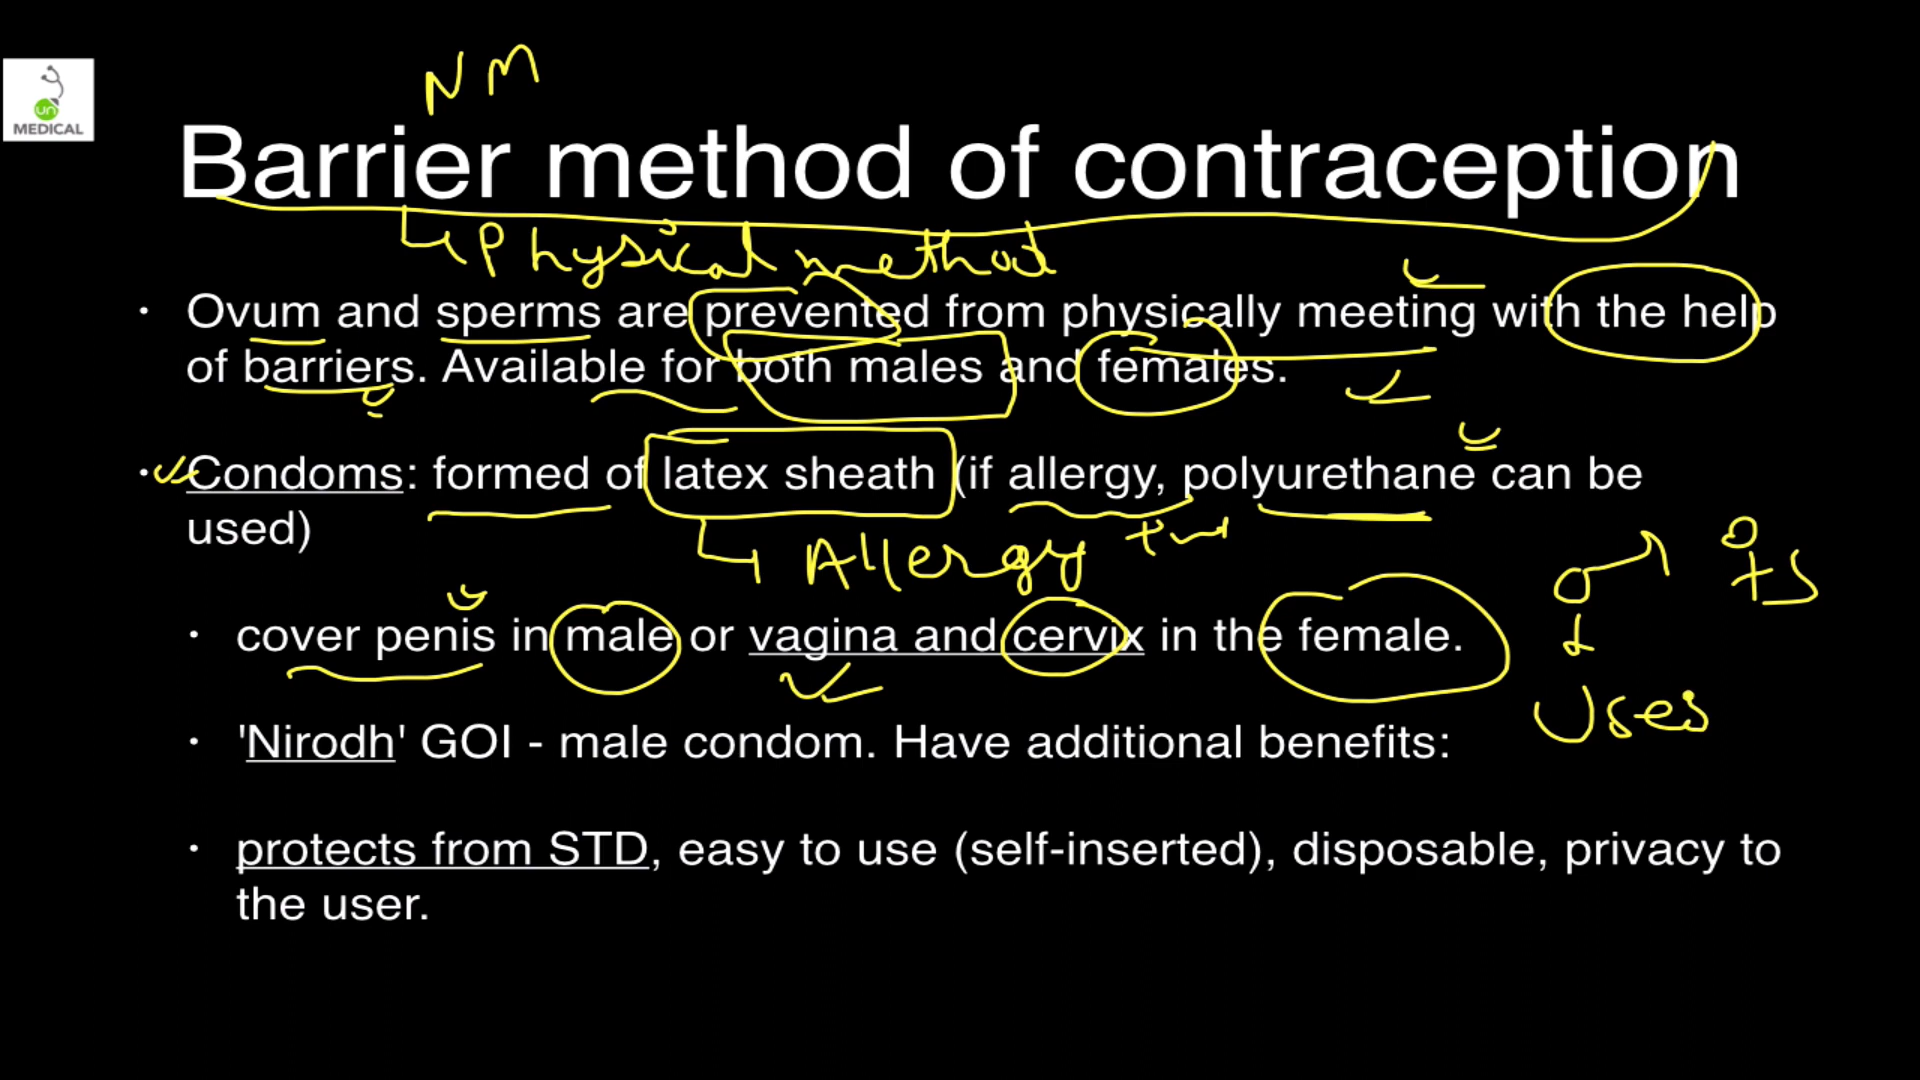 un
MEDICAL
N M
Barrier method of contraception
Physical method
• Ovum and sperms are prevented from physically meeting with the help
of barriers. Available for both males and females.
• Condoms: formed of latex sheath (if allergy, polyurethane can be
used)
Allergy
• cover penis in male or vagina and cervix in the female.
Uses
• 'Nirodh' GOI - male condom. Have additional benefits:
• protects from STD, easy to use (self-inserted), disposable, privacy to
the user.